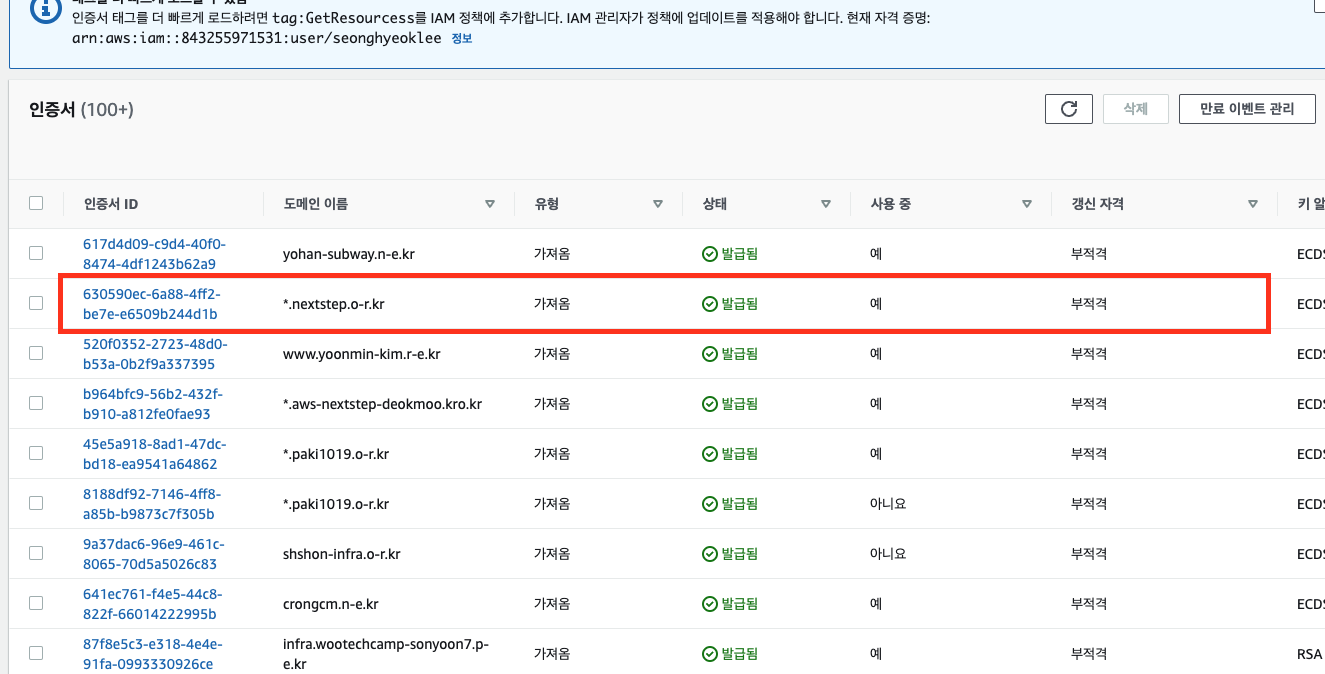 인증서 태그를 더 빠르게 로드하려면 tag:GetResourcess를 IAM 정책에 추가합니다. IAM 관리자가 정책에 업데이트를 적용해야 합니다. 현재 자격 증명:
arn:aws:iam::843255971531:user/seonghyeoklee 정보
인증서 (100+)
삭제
만료 이벤트 관리
인증서 ID 도메인 이름 유형 상태 사용 중 갱신 자격 키 알
617d4d09-c9d4-40f0-
8474-4df1243b62a9
yohan-subway.n-e.kr 가져옴 발급됨 예 부적격 ECDS
630590ec-6a88-4ff2-
be7e-e6509b244d1b
*.nextstep.o-r.kr 가져옴 발급됨 예 부적격 ECDS
520f0352-2723-48d0-
b53a-0b2f9a337395
www.yoonmin-kim.r-e.kr 가져옴 발급됨 예 부적격 ECDS
b964bfc9-56b2-432f-
b910-a812fe0fae93
*.aws-nextstep-deokmoo.kro.kr 가져옴 발급됨 예 부적격 ECDS
45e5a918-8ad1-47dc-
bd18-ea9541a64862
*.paki1019.o-r.kr 가져옴 발급됨 예 부적격 ECDS
8188df92-7146-4ff8-
a85b-b9873c7f305b
*.paki1019.o-r.kr 가져옴 발급됨 아니요 부적격 ECDS
9a37dac6-96e9-461c-
8065-70d5a5026c83
shshon-infra.o-r.kr 가져옴 발급됨 아니요 부적격 ECDS
641ec761-f4e5-44c8-
822f-66014222995b
crongcm.n-e.kr 가져옴 발급됨 예 부적격 ECDS
87f8e5c3-e318-4e4e-
91fa-0993330926ce
infra.wootechcamp-sonyoon7.p-
e.kr
가져옴 발급됨 예 부적격 RSA